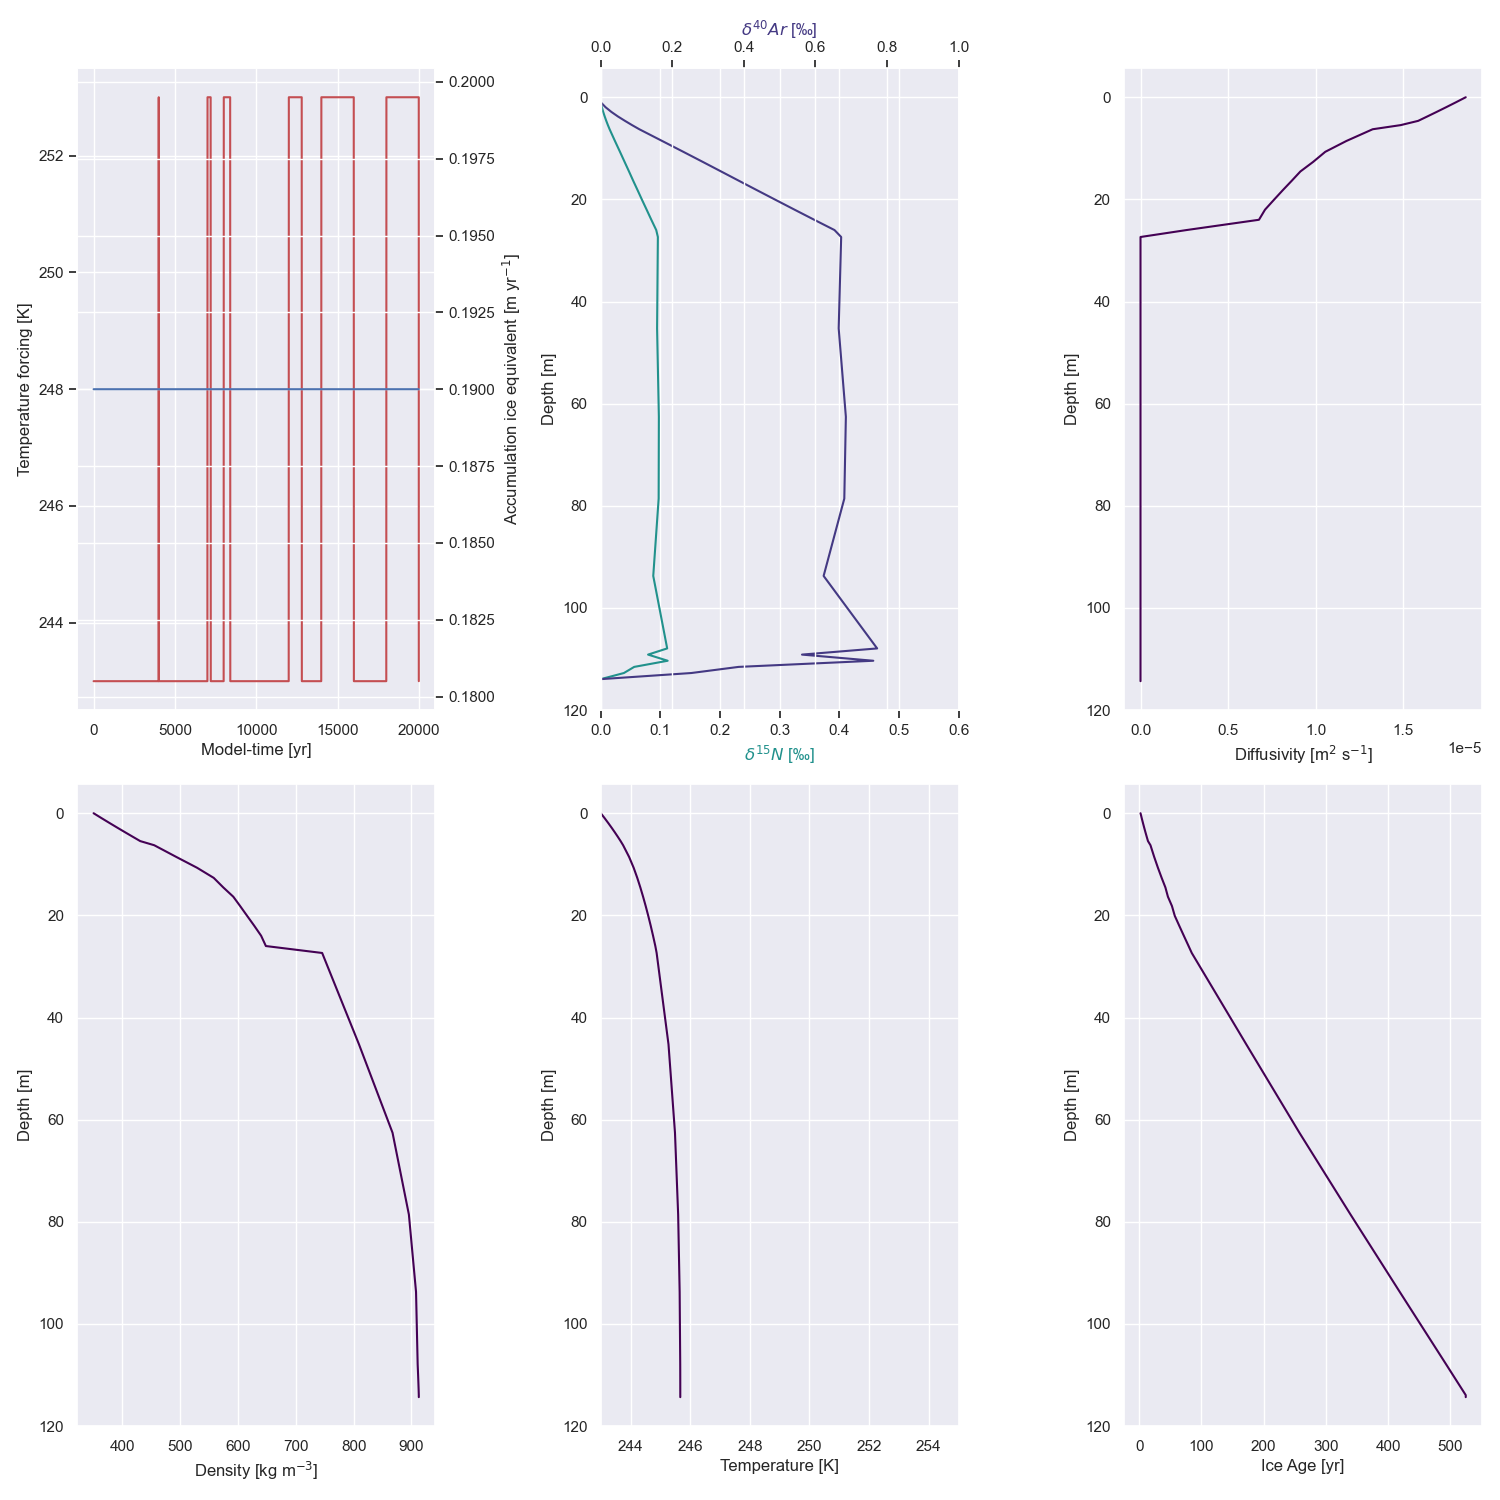 252
250
248
246
244
Temperature forcing [K]
0 5000 10000 15000 20000
Model-time [yr]
0.2000
0.1975
0.1950
0.1925
0.1900
0.1875
0.1850
0.1825
0.1800
Accumulation ice equivalent [m yr⁻¹]
δ⁴⁰Ar [‰]
0.0 0.2 0.4 0.6 0.8 1.0
0
20
40
60
80
100
120
Depth [m]
0.0 0.1 0.2 0.3 0.4 0.5 0.6
δ¹⁵N [‰]
0
20
40
60
80
100
120
Depth [m]
0.0 0.5 1.0 1.5
1e−5
Diffusivity [m² s⁻¹]
0
20
40
60
80
100
120
Depth [m]
400 500 600 700 800 900
Density [kg m⁻³]
0
20
40
60
80
100
120
Depth [m]
244 246 248 250 252 254
Temperature [K]
0
20
40
60
80
100
120
Depth [m]
0 100 200 300 400 500
Ice Age [yr]